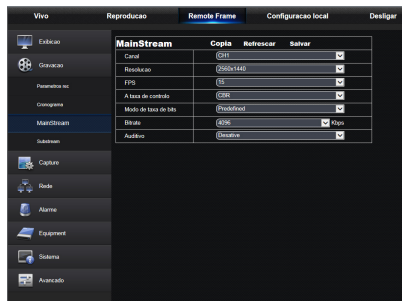 Vivo Reproducao Remote Frame Configuracao local Desligar
Exibicao
Gravacao
Parametros rec
Cronograma
MainStream
Substream
Capture
Rede
Alarme
Equipment
Sistema
Avancado
MainStream Copia Refrescar Salvar
Canal CH1
Resolucao 2560x1440
FPS 15
A taxa de controlo CBR
Modo de taxa de bits Predefined
Bitrate 4096 Kbps
Auditivo Desative